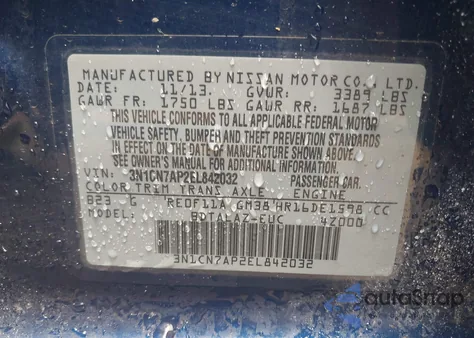 MANUFACTURED BY NISSAN MOTOR CO., LTD.
DATE: 11/13. GVWR: 3389 LBS
GAWR FR: 1750 LBS GAWR RR: 1687 LBS
THIS VEHICLE CONFORMS TO ALL APPLICABLE FEDERAL MOTOR
VEHICLE SAFETY, BUMPER AND THEFT PREVENTION STANDARDS
IN EFFECT ON THE DATE OF MANUFACTURE SHOWN ABOVE.
SEE OWNER'S MANUAL FOR ADDITIONAL INFORMATION
VIN: 3N1CN7AP2EL842032 PASSENGER CAR
COLOR TRIM TRANS AXLE ENGINE
B23 G RE0F11A GM38 HR16DE1598 CC
MODEL: BDTALAZ-EUC 4Z000
3N1CN7AP2EL842032
autoSnap